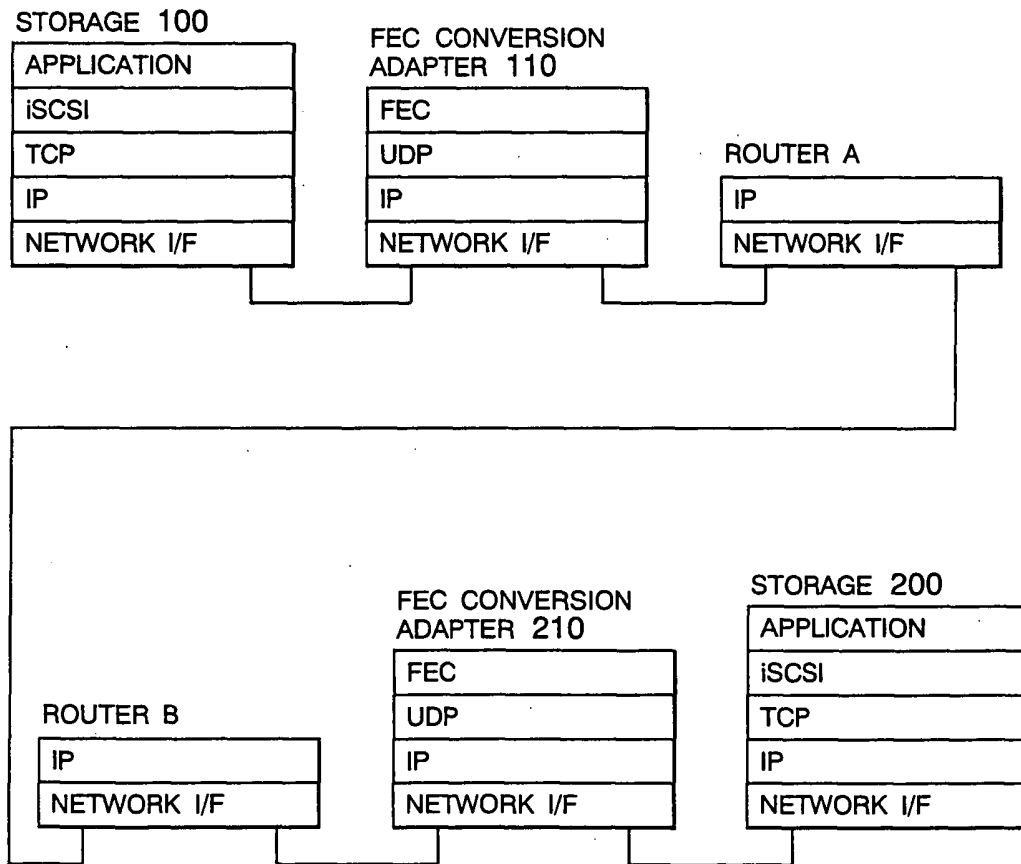 STORAGE 100
APPLICATION
iSCSI
TCP
IP
NETWORK I/F
FEC CONVERSION
ADAPTER 110
FEC
UDP
IP
NETWORK I/F
ROUTER A
IP
NETWORK I/F
ROUTER B
IP
NETWORK I/F
FEC CONVERSION
ADAPTER 210
FEC
UDP
IP
NETWORK I/F
STORAGE 200
APPLICATION
iSCSI
TCP
IP
NETWORK I/F